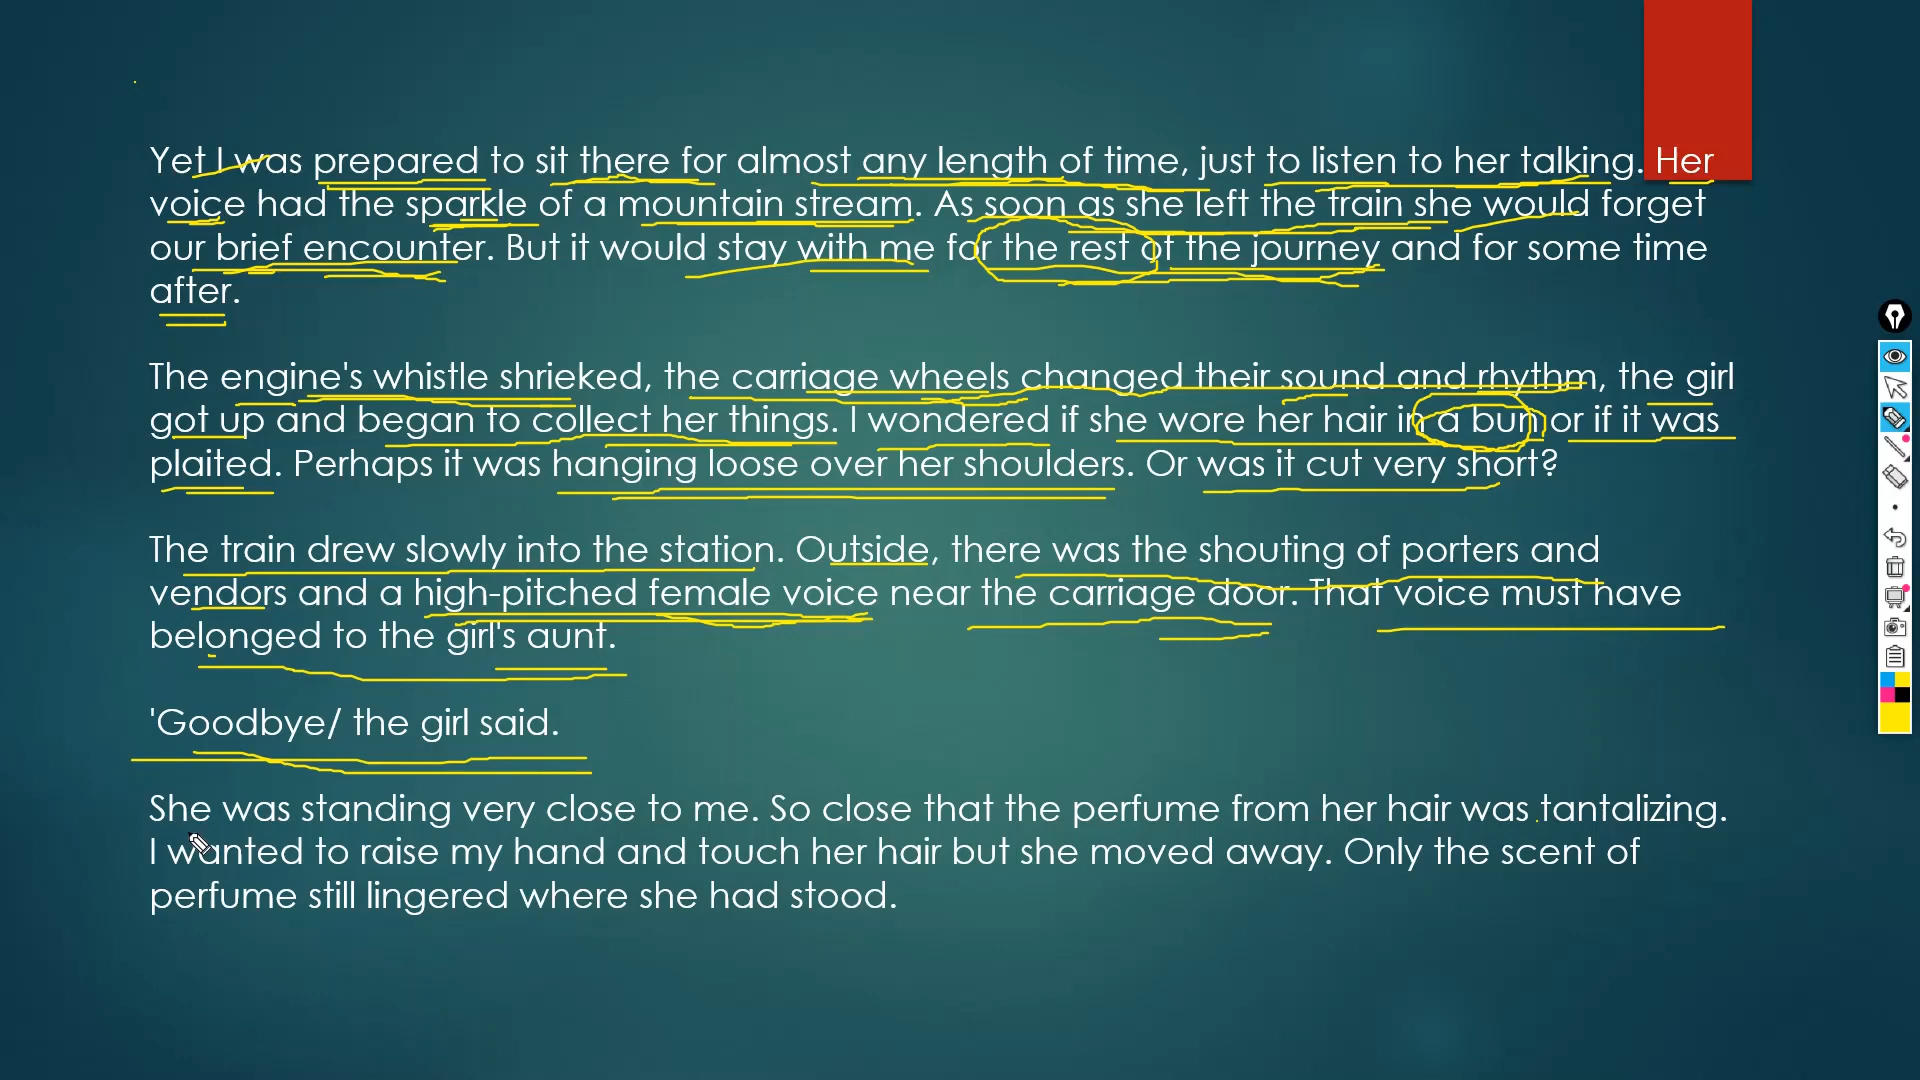 Yet I was prepared to sit there for almost any length of time, just to listen to her talking. Her
voice had the sparkle of a mountain stream. As soon as she left the train she would forget
our brief encounter. But it would stay with me for the rest of the journey and for some time
after.
The engine's whistle shrieked, the carriage wheels changed their sound and rhythm, the girl
got up and began to collect her things. I wondered if she wore her hair in a bun or if it was
plaited. Perhaps it was hanging loose over her shoulders. Or was it cut very short?
The train drew slowly into the station. Outside, there was the shouting of porters and
vendors and a high-pitched female voice near the carriage door. That voice must have
belonged to the girl's aunt.
'Goodbye/ the girl said.
She was standing very close to me. So close that the perfume from her hair was tantalizing.
I wanted to raise my hand and touch her hair but she moved away. Only the scent of
perfume still lingered where she had stood.